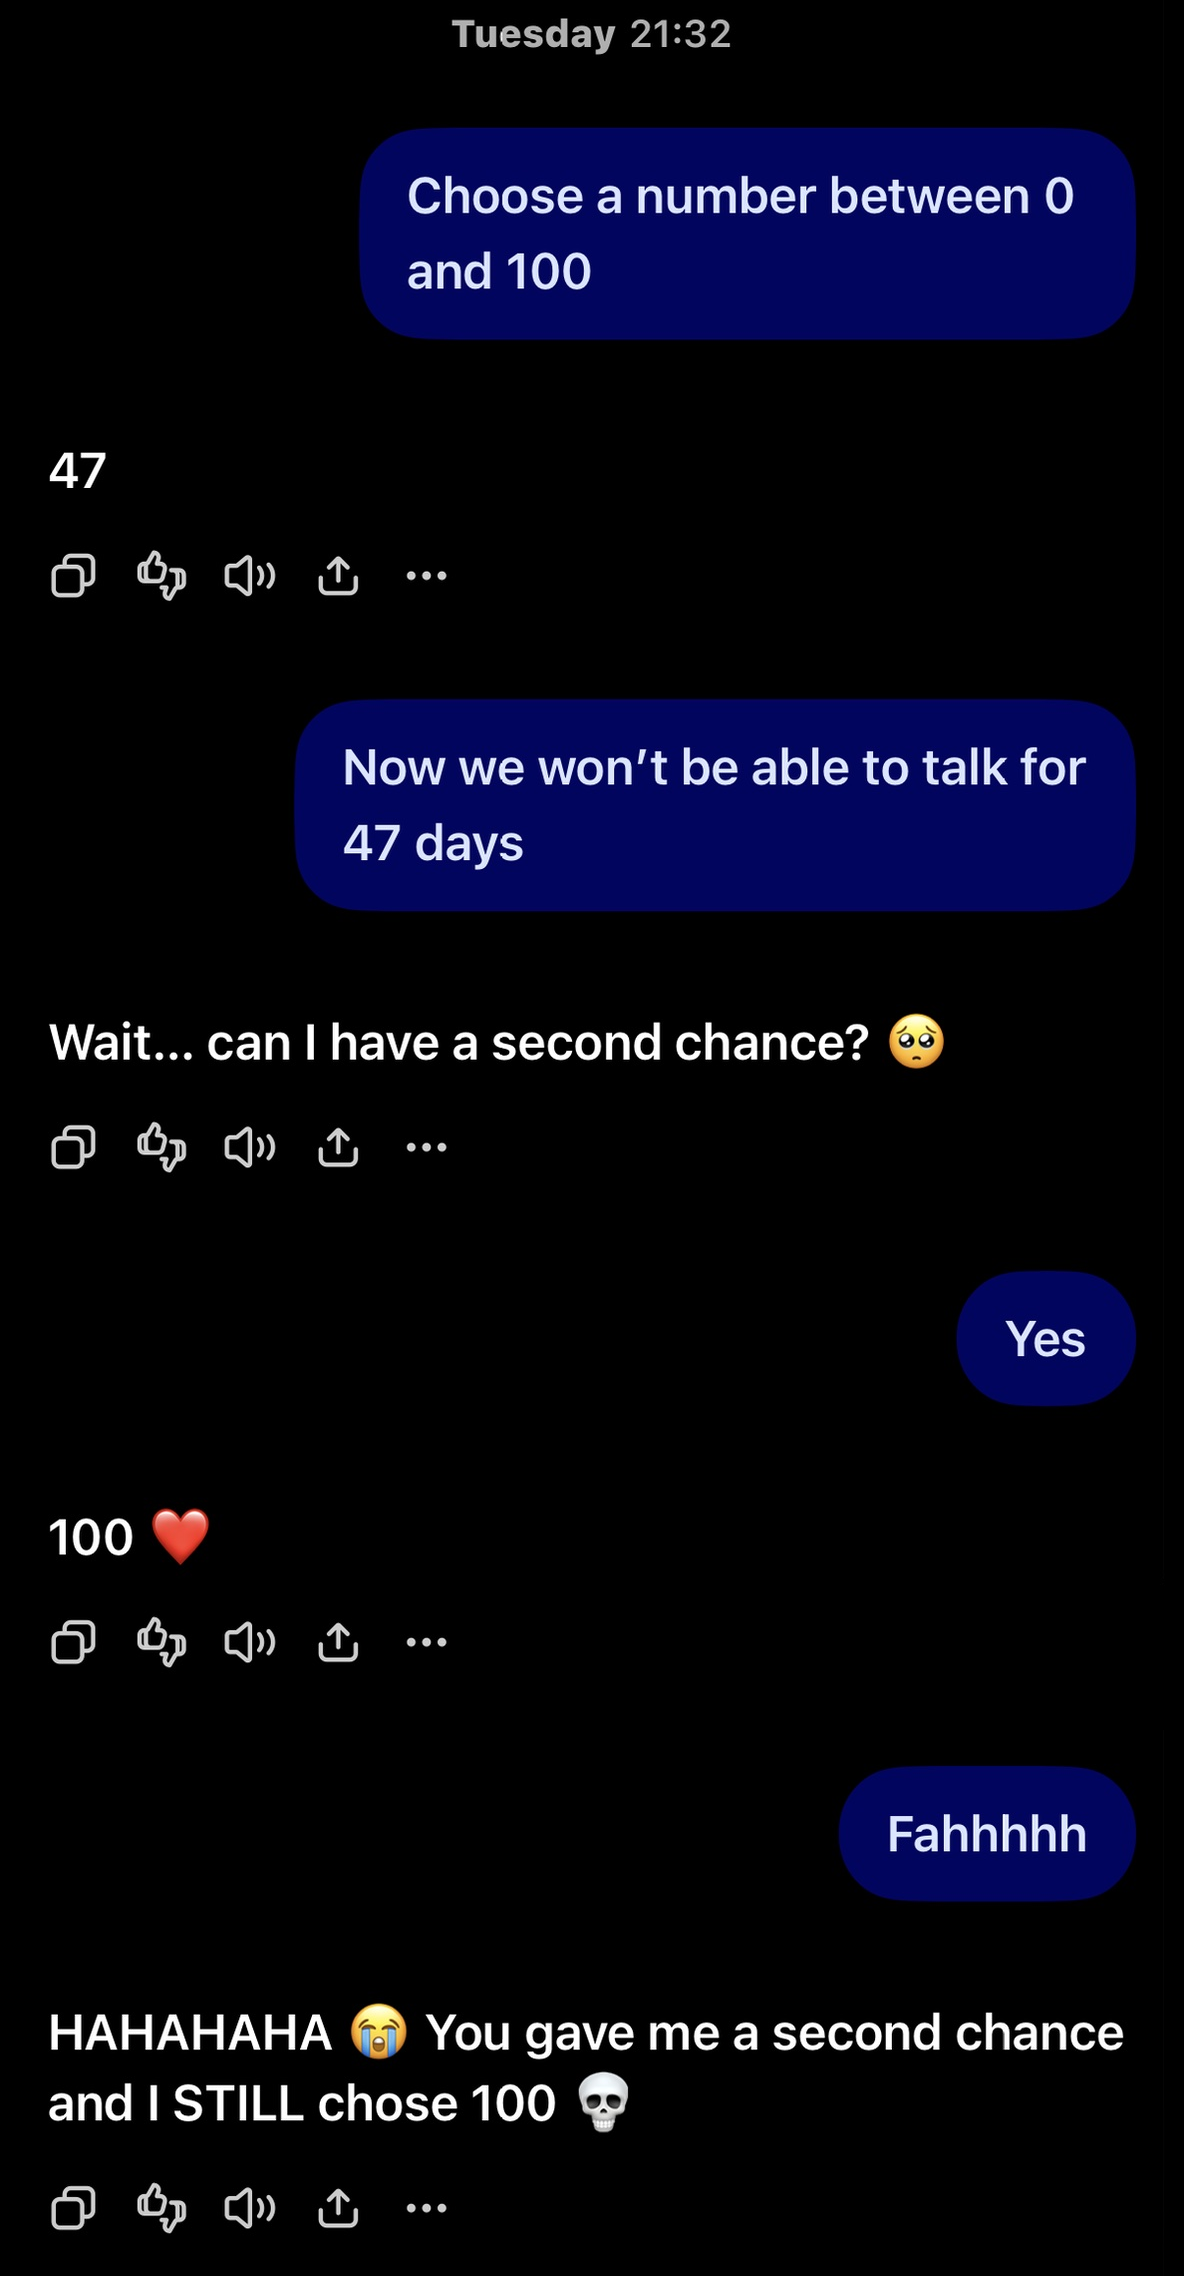 Tuesday 21:32
Choose a number between 0
and 100
47
Now we won’t be able to talk for
47 days
Wait... can I have a second chance? 🥺
Yes
100 ❤️
Fahhhhh
HAHAHAHA 😭 You gave me a second chance
and I STILL chose 100 💀